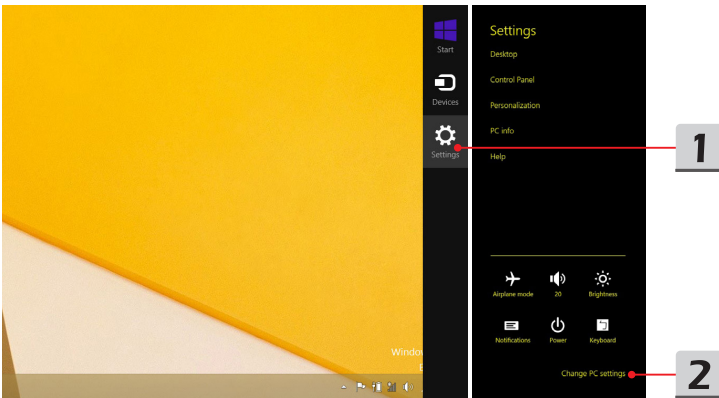 Start
Devices
Settings
Settings
Desktop
Control Panel
Personalization
PC info
Help
Airplane mode
20
Brightness
Notifications
Power
Keyboard
Change PC settings
1
2